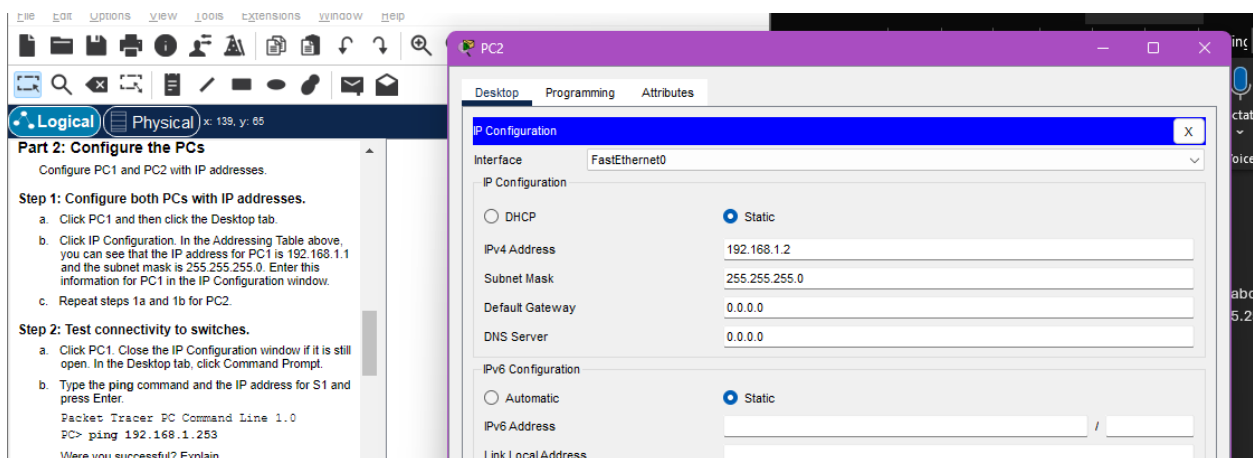 File Edit Options View Tools Extensions Window Help
Logical Physical x: 139, y: 65
Part 2: Configure the PCs
Configure PC1 and PC2 with IP addresses.
Step 1: Configure both PCs with IP addresses.
a. Click PC1 and then click the Desktop tab.
b. Click IP Configuration. In the Addressing Table above,
you can see that the IP address for PC1 is 192.168.1.1
and the subnet mask is 255.255.255.0. Enter this
information for PC1 in the IP Configuration window.
c. Repeat steps 1a and 1b for PC2.
Step 2: Test connectivity to switches.
a. Click PC1. Close the IP Configuration window if it is still
open. In the Desktop tab, click Command Prompt.
b. Type the ping command and the IP address for S1 and
press Enter.
Packet Tracer PC Command Line 1.0
PC> ping 192.168.1.253
Were you successful? Explain.
PC2
Desktop Programming Attributes
IP Configuration
X
Interface FastEthernet0
IP Configuration
DHCP Static
IPv4 Address 192.168.1.2
Subnet Mask 255.255.255.0
Default Gateway 0.0.0.0
DNS Server 0.0.0.0
IPv6 Configuration
Automatic Static
IPv6 Address /
Link Local Address